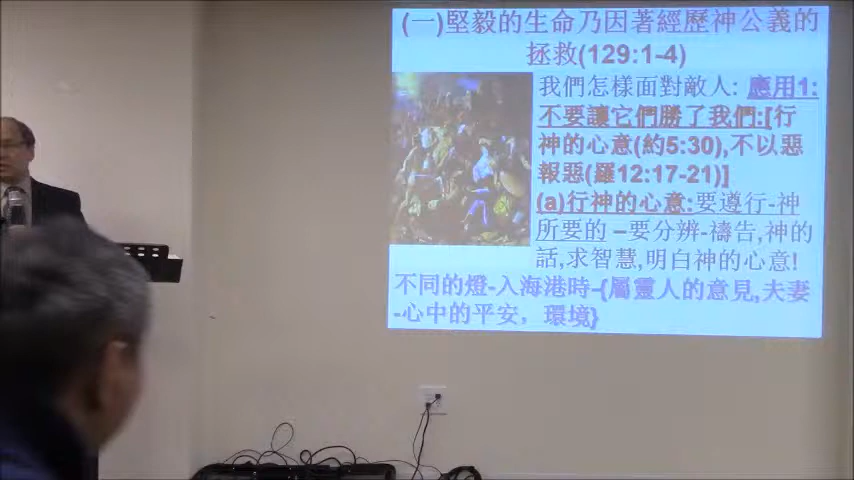 (一)堅毅的生命乃因著經歷神公義的
拯救(129:1-4)
我們怎樣面對敵人: 應用1:
不要讓它們勝了我們:[行
神的心意(約5:30),不以惡
報惡(羅12:17-21)]
(a)行神的心意:要遵行-神
所要的 –要分辨-禱告,神的
話,求智慧,明白神的心意!
不同的燈-入海港時-{屬靈人的意見,夫妻
-心中的平安，環境}